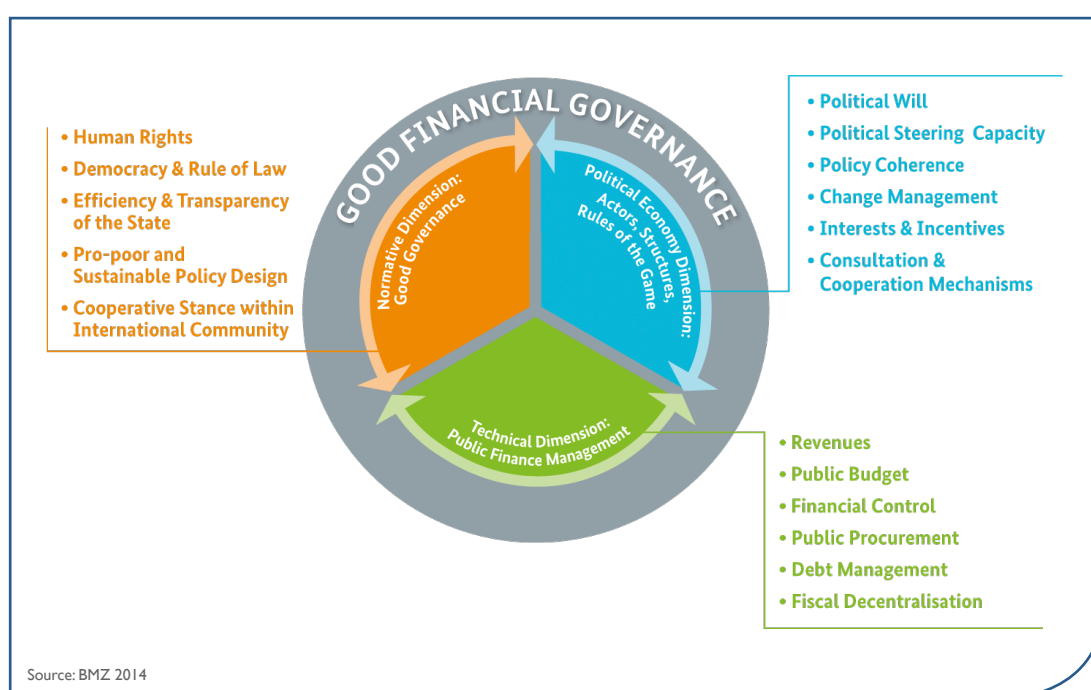 GOOD FINANCIAL GOVERNANCE
• Human Rights
• Democracy & Rule of Law
• Efficiency & Transparency
of the State
• Pro-poor and
Sustainable Policy Design
• Cooperative Stance within
International Community
Normative Dimension:
Good Governance
Political Economy Dimension:
Actors, Structures,
Rules of the Game
• Political Will
• Political Steering Capacity
• Policy Coherence
• Change Management
• Interests & Incentives
• Consultation &
Cooperation Mechanisms
Technical Dimension:
Public Finance Management
• Revenues
• Public Budget
• Financial Control
• Public Procurement
• Debt Management
• Fiscal Decentralisation
Source: BMZ 2014